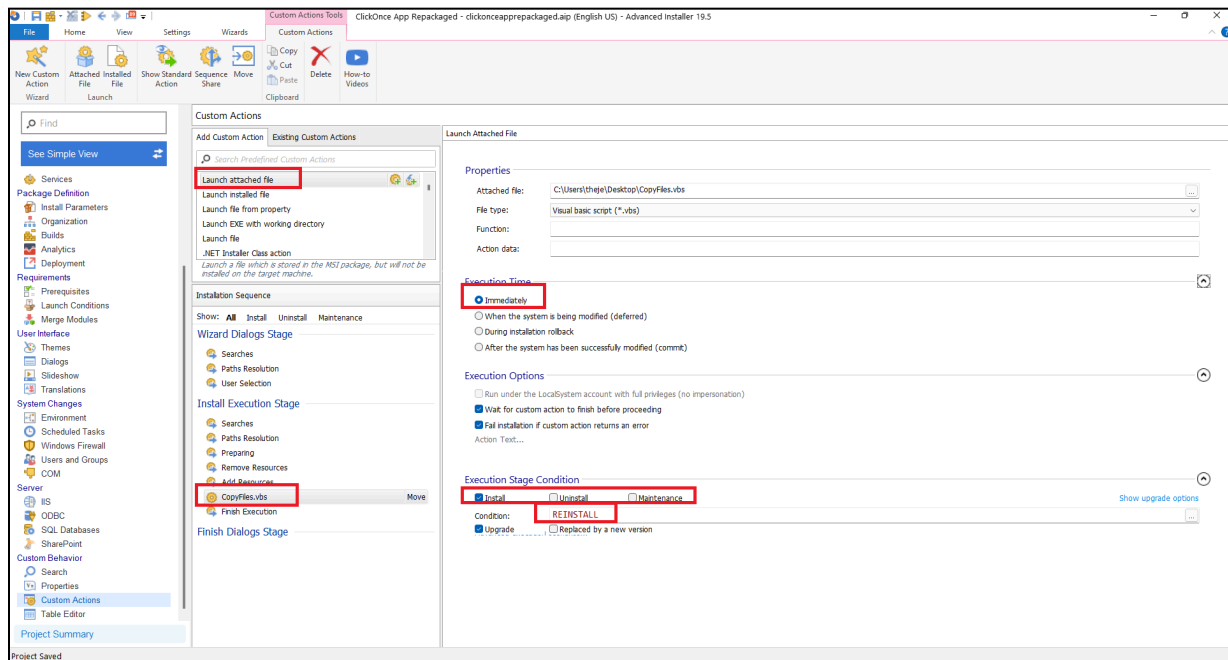 Custom Actions Tools
ClickOnce App Repackaged - clickonceapprepackaged.aip (English US) - Advanced Installer 19.5
File Home View Settings Wizards Custom Actions
New Custom Action
Attached File
Installed File
Show Standard Action
Sequence Share
Move
Copy
Cut
Paste
Delete
How-to Videos
Wizard
Launch
Clipboard
Find
See Simple View
Services
Package Definition
Install Parameters
Organization
Builds
Analytics
Deployment
Requirements
Prerequisites
Launch Conditions
Merge Modules
User Interface
Themes
Dialogs
Slideshow
Translations
System Changes
Environment
Scheduled Tasks
Windows Firewall
Users and Groups
COM
Server
IIS
ODBC
SQL Databases
SharePoint
Custom Behavior
Search
Properties
Custom Actions
Table Editor
Project Summary
Project Saved
Custom Actions
Add Custom Action Existing Custom Actions
Search Predefined Custom Actions
Launch attached file
Launch installed file
Launch file from property
Launch EXE with working directory
Launch file
.NET Installer Class action
Launch a file which is stored in the MSI package, but will not be
installed on the target machine.
Installation Sequence
Show: All Install Uninstall Maintenance
Wizard Dialogs Stage
Searches
Paths Resolution
User Selection
Install Execution Stage
Searches
Paths Resolution
Preparing
Remove Resources
Add Resources
CopyFiles.vbs Move
Finish Execution
Finish Dialogs Stage
Launch Attached File
Properties
Attached file: C:\Users\theje\Desktop\CopyFiles.vbs ...
File type: Visual basic script (*.vbs)
Function:
Action data:
Execution Time
Immediately
When the system is being modified (deferred)
During installation rollback
After the system has been successfully modified (commit)
Execution Options
Run under the LocalSystem account with full privileges (no impersonation)
Wait for custom action to finish before proceeding
Fail installation if custom action returns an error
Action Text...
Execution Stage Condition
Install Uninstall Maintenance Show upgrade options
Condition: REINSTALL ...
Upgrade Replaced by a new version